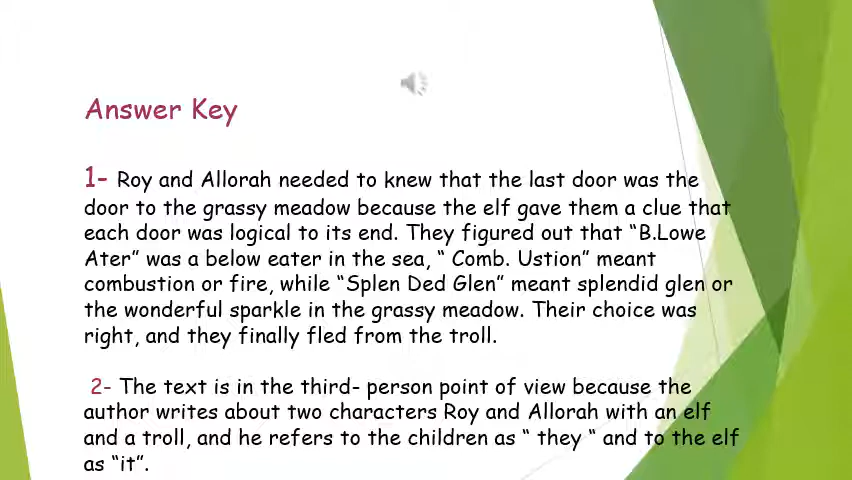 Answer Key
1- Roy and Allorah needed to knew that the last door was the
door to the grassy meadow because the elf gave them a clue that
each door was logical to its end. They figured out that “B.Lowe
Ater” was a below eater in the sea, “ Comb. Ustion” meant
combustion or fire, while “Splen Ded Glen” meant splendid glen or
the wonderful sparkle in the grassy meadow. Their choice was
right, and they finally fled from the troll.
2- The text is in the third- person point of view because the
author writes about two characters Roy and Allorah with an elf
and a troll, and he refers to the children as “ they “ and to the elf
as “it”.